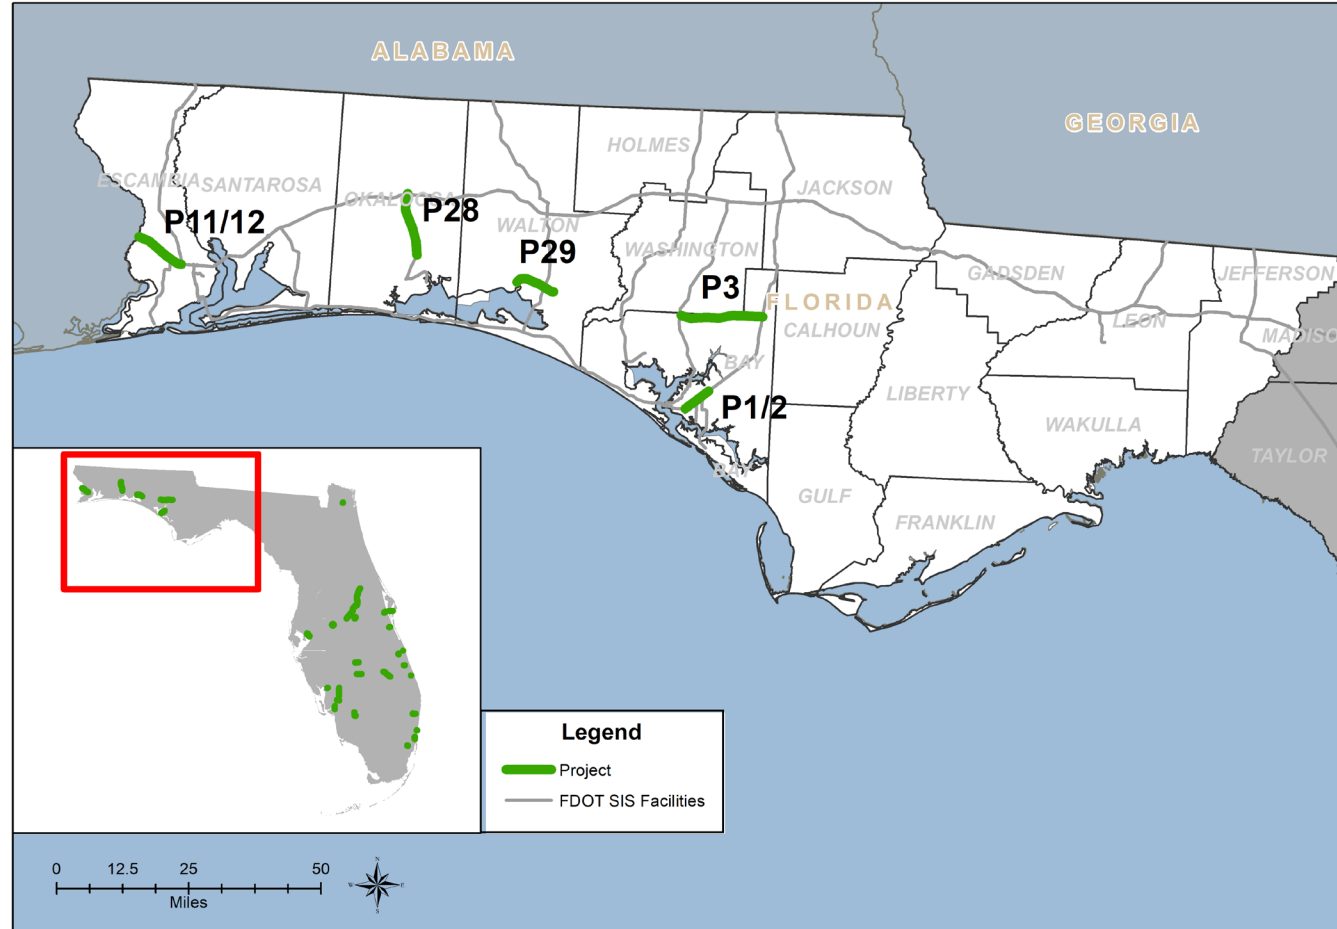 ALABAMA
GEORGIA
HOLMES
ESCAMBIA
SANTAROSA
OKALOOSA
JACKSON
P11/12
P28
WALTON
P29
WASHINGTON
GADSDEN
JEFFERSON
P3
FLORIDA
CALHOUN
LEON
MADISO
BAY
LIBERTY
P1/2
WAKULLA
TAYLOR
BAY
GULF
FRANKLIN
Legend
Project
FDOT SIS Facilities
0 12.5 25 50
Miles
N
W E
S